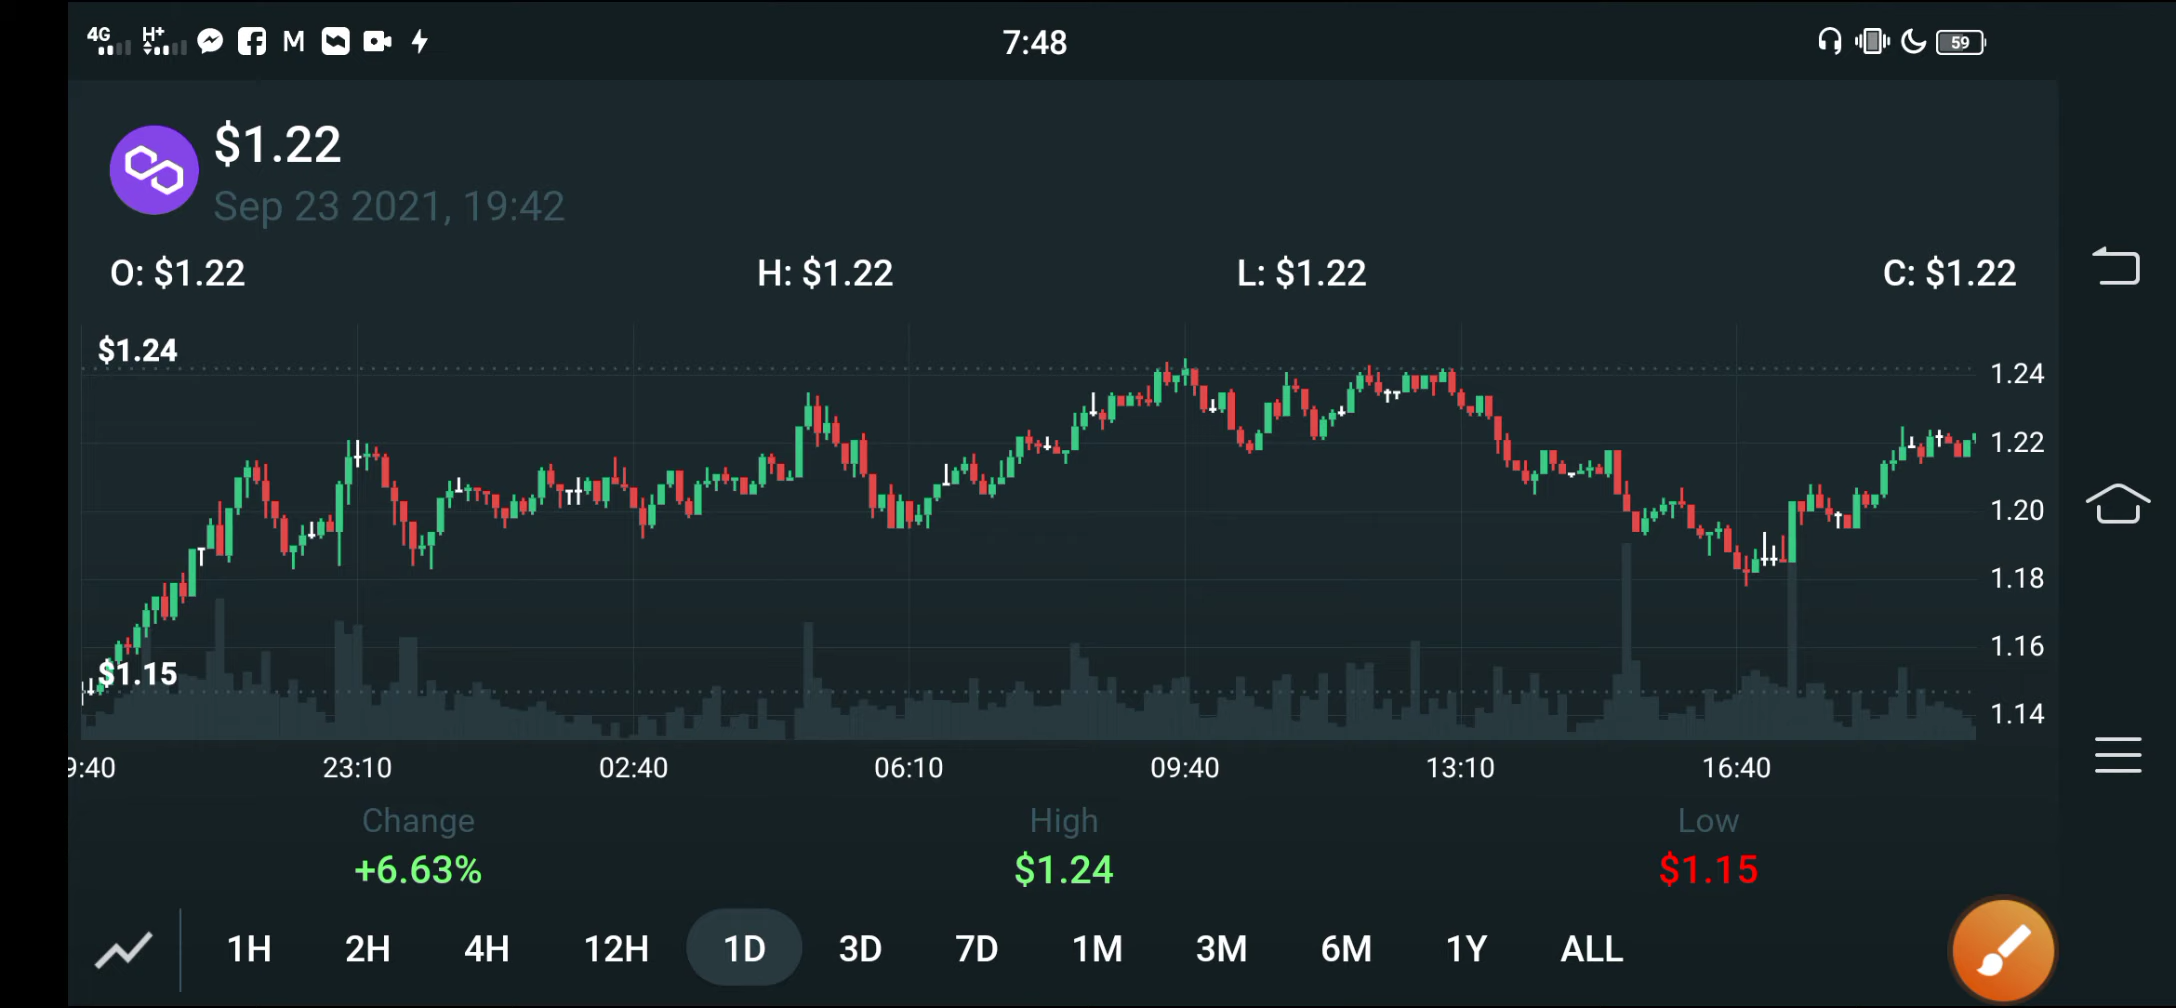 4G H+ M 7:48 59
$1.22
Sep 23 2021, 19:42
O: $1.22 H: $1.22 L: $1.22 C: $1.22
$1.24
1.24
1.22
1.20
1.18
1.16
$1.15
1.14
9:40 23:10 02:40 06:10 09:40 13:10 16:40
Change High Low
+6.63% $1.24 $1.15
1H 2H 4H 12H 1D 3D 7D 1M 3M 6M 1Y ALL